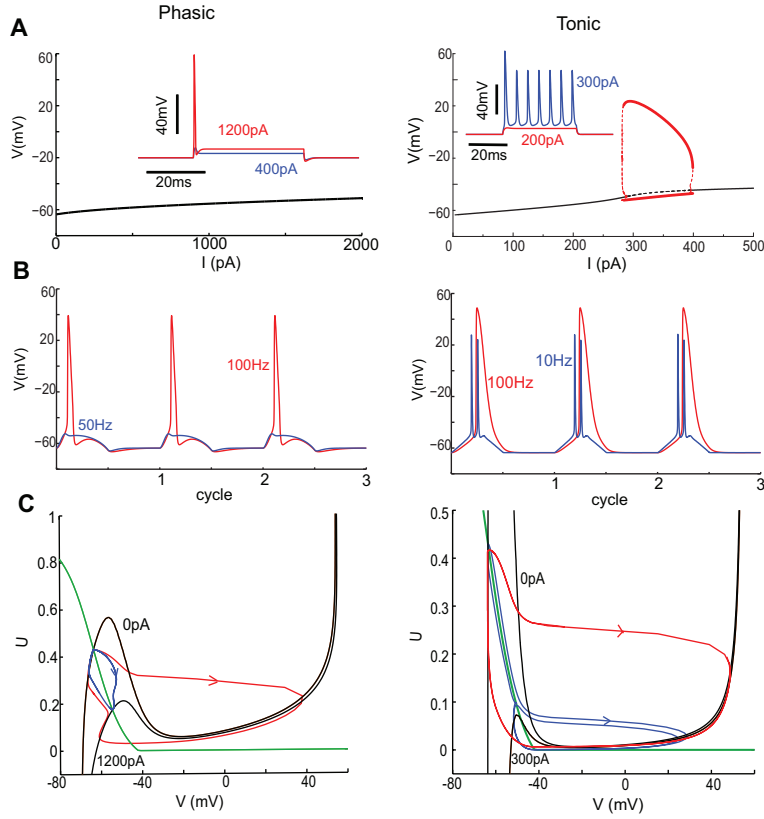 Phasic
Tonic
A
60
20
−20
−60
V(mV)
40mV
1200pA
400pA
20ms
0
1000
2000
I (pA)
60
20
−20
−60
V(mV)
40mV
300pA
200pA
20ms
0
100
200
300
400
500
I (pA)
B
60
20
−20
−60
V(mV)
100Hz
50Hz
1
2
3
60
20
−20
−60
V(mV)
10Hz
100Hz
1
2
3
cycle
cycle
C
1
0.8
0.6
0.4
0.2
0
U
0pA
1200pA
−80
−40
0
40
V (mV)
0.5
0.4
0.3
0.2
0.1
0
U
0pA
300pA
−80
−60
−40
−20
0
20
40
60
V (mV)